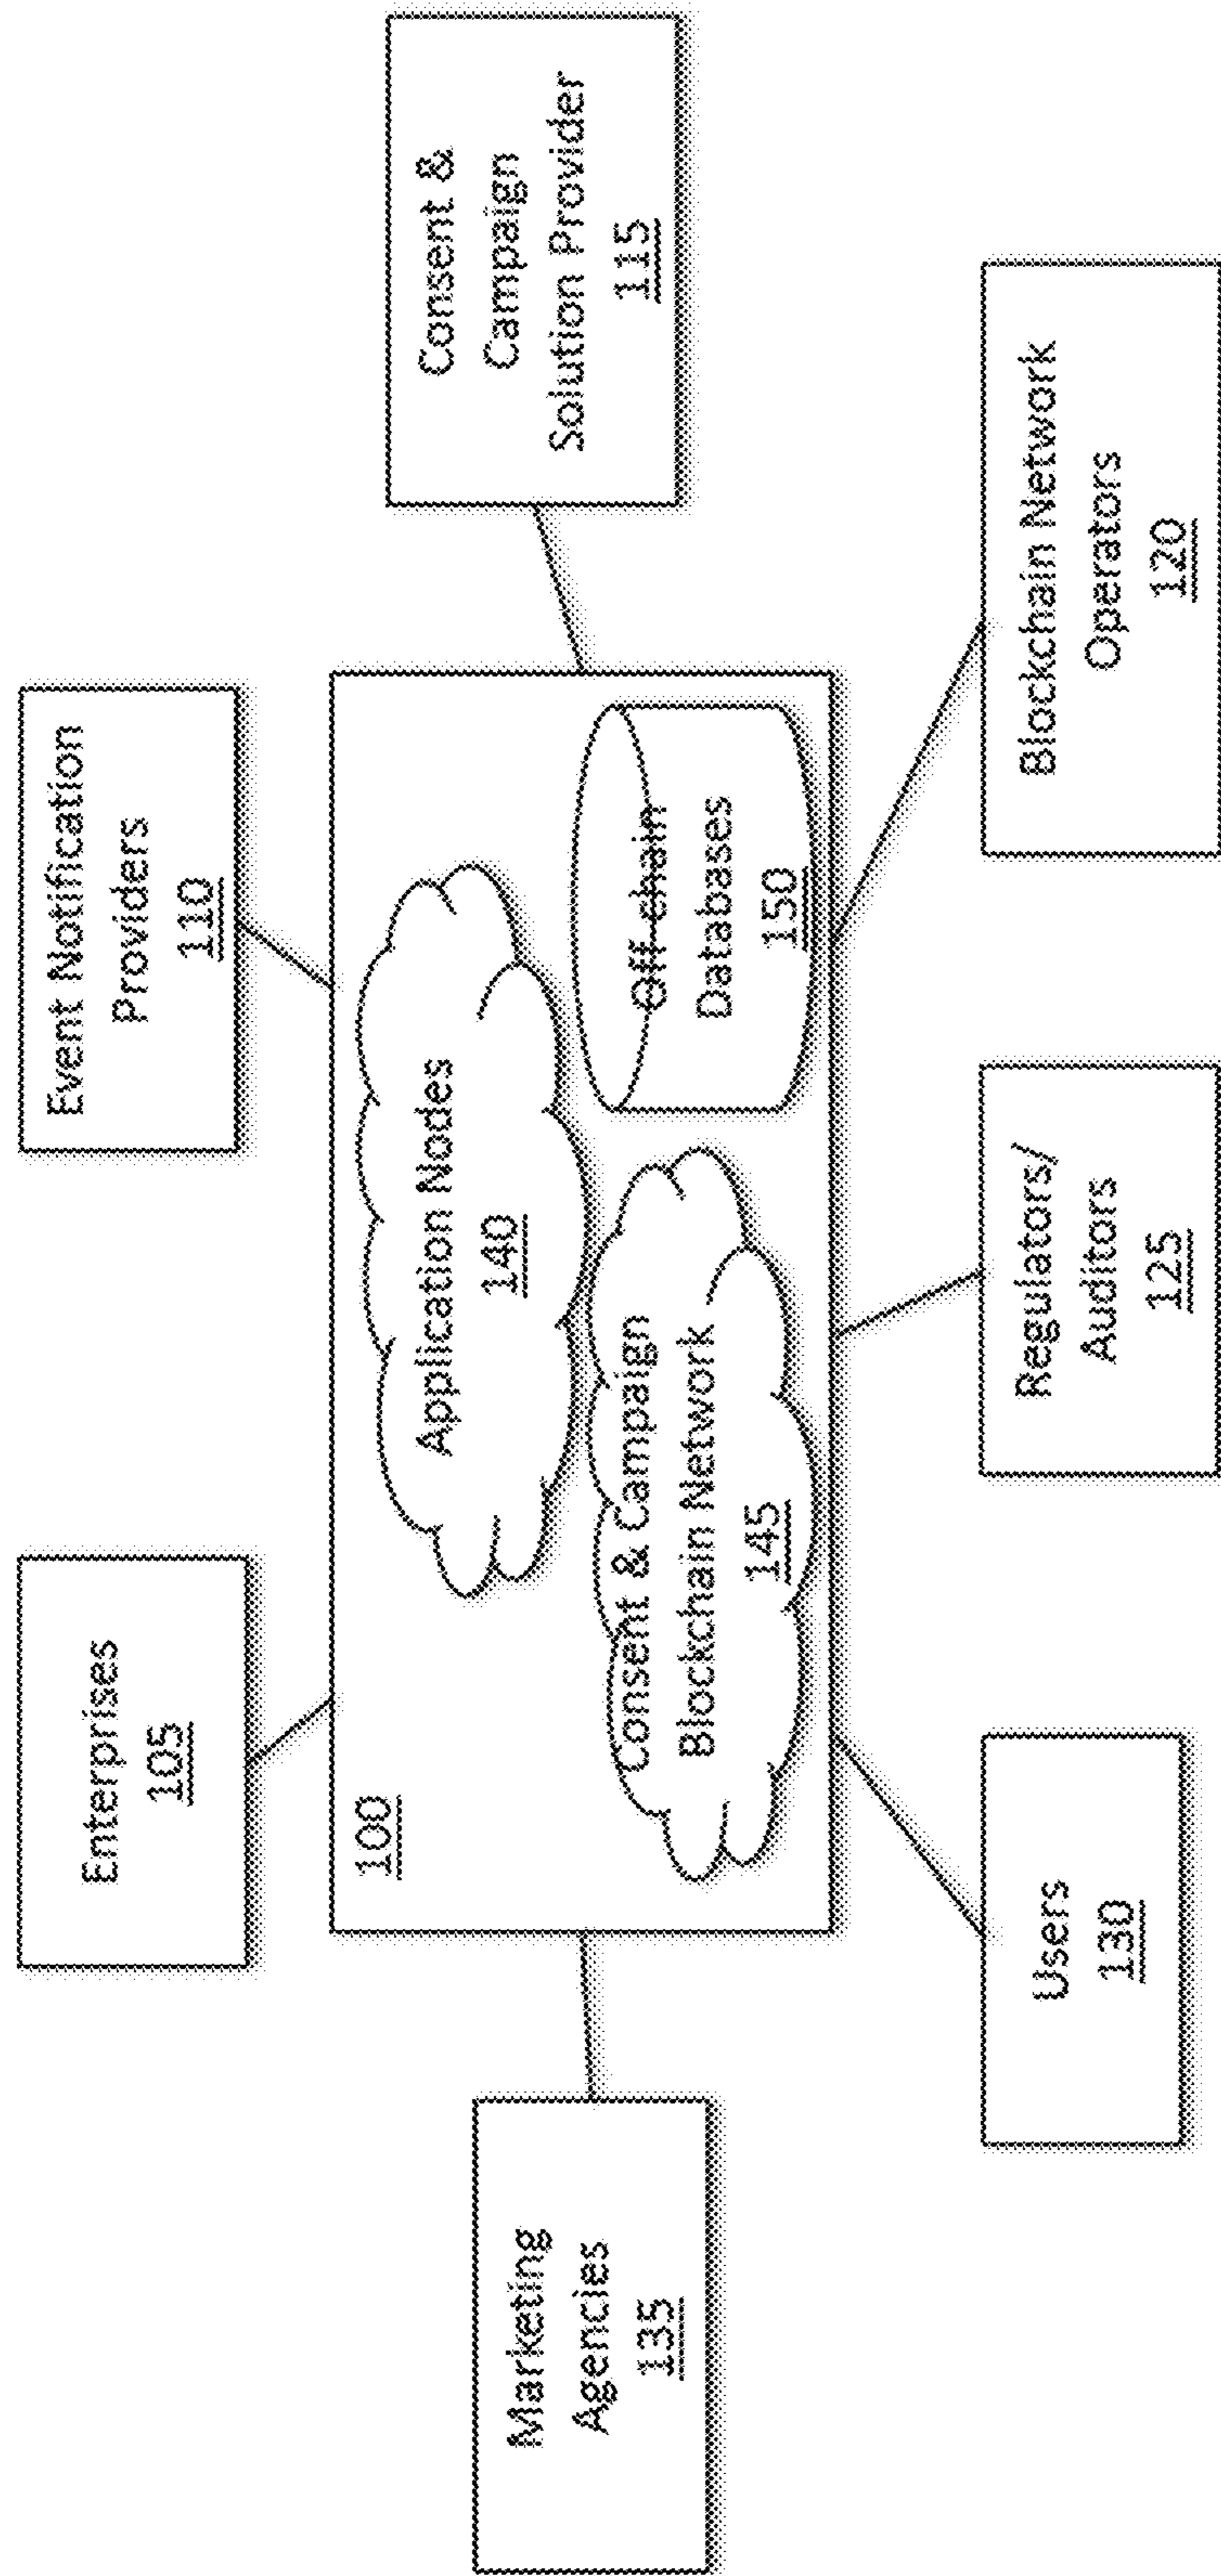 Enterprises
105
Event Notification
Providers
110
Marketing
Agencies
135
100
Application Nodes
140
Consent & Campaign
Blockchain Network
145
Off-chain
Databases
150
Consent &
Campaign
Solution Provider
115
Users
130
Regulators/
Auditors
125
Blockchain Network
Operators
120